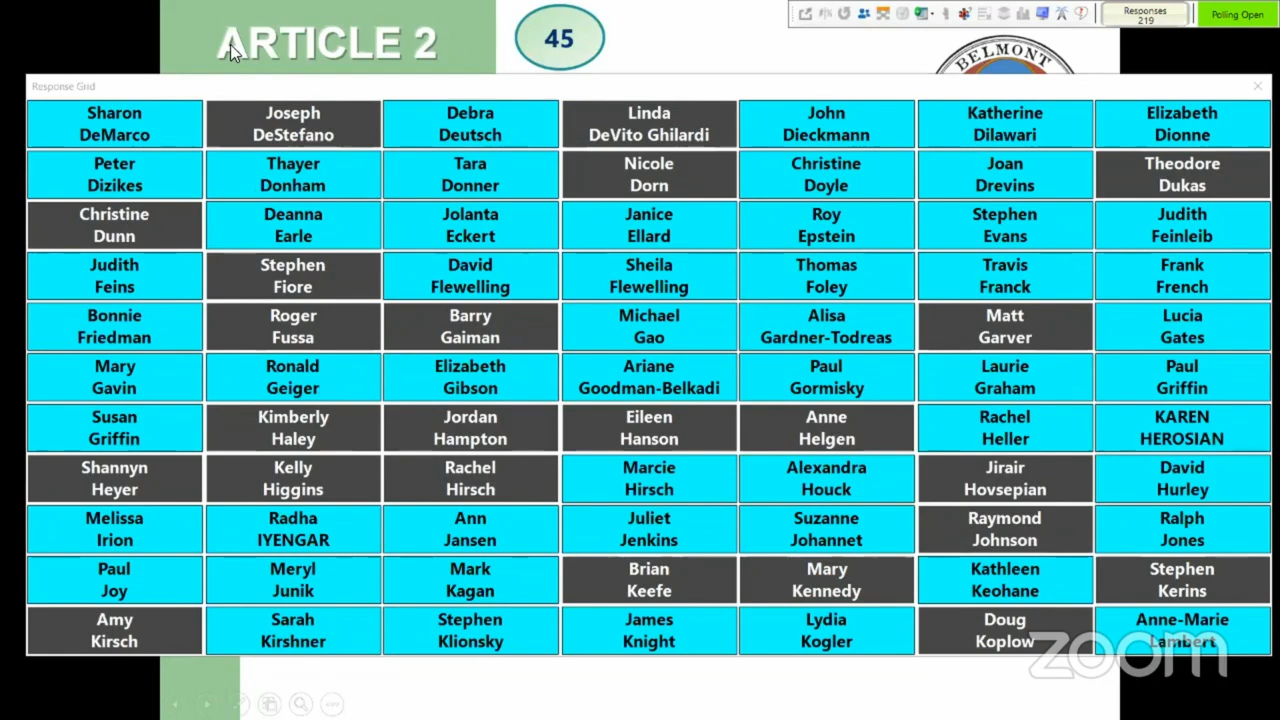 ARTICLE 2
45
Responses
219
Polling Open
BELMONT
Response Grid
Sharon
DeMarco
Joseph
DeStefano
Debra
Deutsch
Linda
DeVito Ghilardi
John
Dieckmann
Katherine
Dilawari
Elizabeth
Dionne
Peter
Dizikes
Thayer
Donham
Tara
Donner
Nicole
Dorn
Christine
Doyle
Joan
Drevins
Theodore
Dukas
Christine
Dunn
Deanna
Earle
Jolanta
Eckert
Janice
Ellard
Roy
Epstein
Stephen
Evans
Judith
Feinleib
Judith
Feins
Stephen
Fiore
David
Flewelling
Sheila
Flewelling
Thomas
Foley
Travis
Franck
Frank
French
Bonnie
Friedman
Roger
Fussa
Barry
Gaiman
Michael
Gao
Alisa
Gardner-Todreas
Matt
Garver
Lucia
Gates
Mary
Gavin
Ronald
Geiger
Elizabeth
Gibson
Ariane
Goodman-Belkadi
Paul
Gormisky
Laurie
Graham
Paul
Griffin
Susan
Griffin
Kimberly
Haley
Jordan
Hampton
Eileen
Hanson
Anne
Helgen
Rachel
Heller
KAREN
HEROSIAN
Shannyn
Heyer
Kelly
Higgins
Rachel
Hirsch
Marcie
Hirsch
Alexandra
Houck
Jirair
Hovsepian
David
Hurley
Melissa
Irion
Radha
IYENGAR
Ann
Jansen
Juliet
Jenkins
Suzanne
Johannet
Raymond
Johnson
Ralph
Jones
Paul
Joy
Meryl
Junik
Mark
Kagan
Brian
Keefe
Mary
Kennedy
Kathleen
Keohane
Stephen
Kerins
Amy
Kirsch
Sarah
Kirshner
Stephen
Klionsky
James
Knight
Lydia
Kogler
Doug
Koplow
Anne-Marie
Lambert
zoom